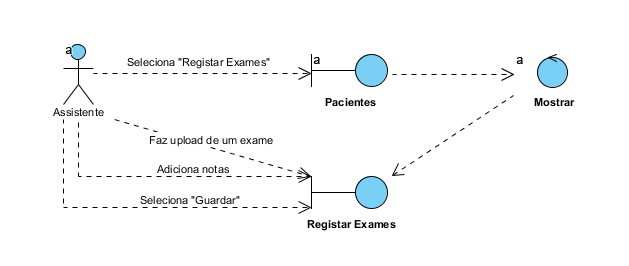 a
Seleciona "Registar Exames"
a
a
Pacientes
Mostrar
Assistente
Faz upload de um exame
Adiciona notas
Seleciona "Guardar"
Registar Exames